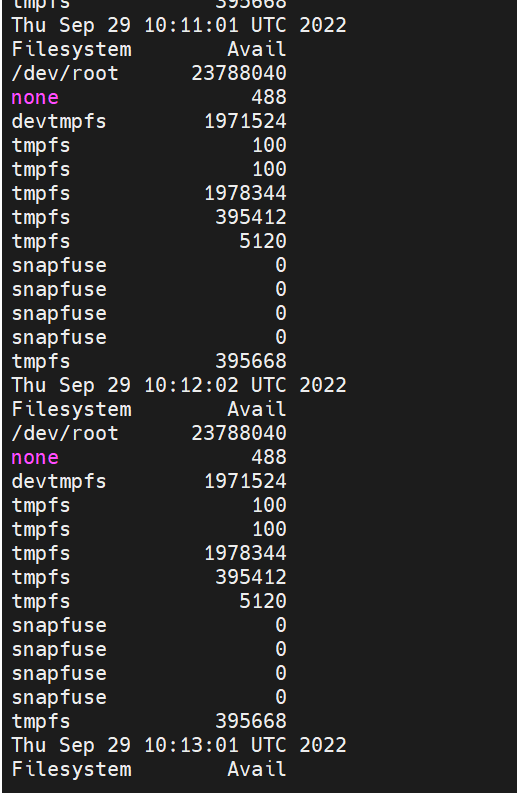 tmpfs            395668
Thu Sep 29 10:11:01 UTC 2022
Filesystem        Avail
/dev/root      23788040
none                488
devtmpfs        1971524
tmpfs               100
tmpfs               100
tmpfs           1978344
tmpfs            395412
tmpfs              5120
snapfuse              0
snapfuse              0
snapfuse              0
snapfuse              0
tmpfs            395668
Thu Sep 29 10:12:02 UTC 2022
Filesystem        Avail
/dev/root      23788040
none                488
devtmpfs        1971524
tmpfs               100
tmpfs               100
tmpfs           1978344
tmpfs            395412
tmpfs              5120
snapfuse              0
snapfuse              0
snapfuse              0
snapfuse              0
tmpfs            395668
Thu Sep 29 10:13:01 UTC 2022
Filesystem        Avail